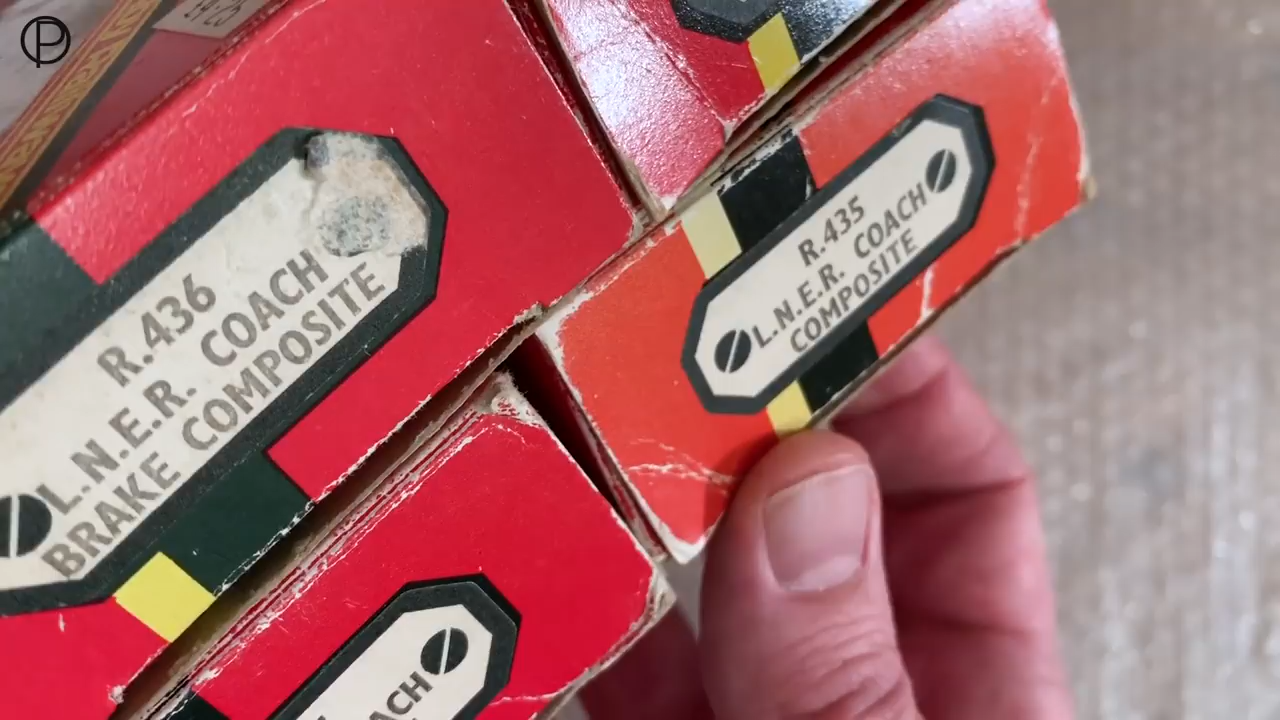 R.436
L.N.E.R. COACH
BRAKE COMPOSITE
R.435
L.N.E.R. COACH
COMPOSITE